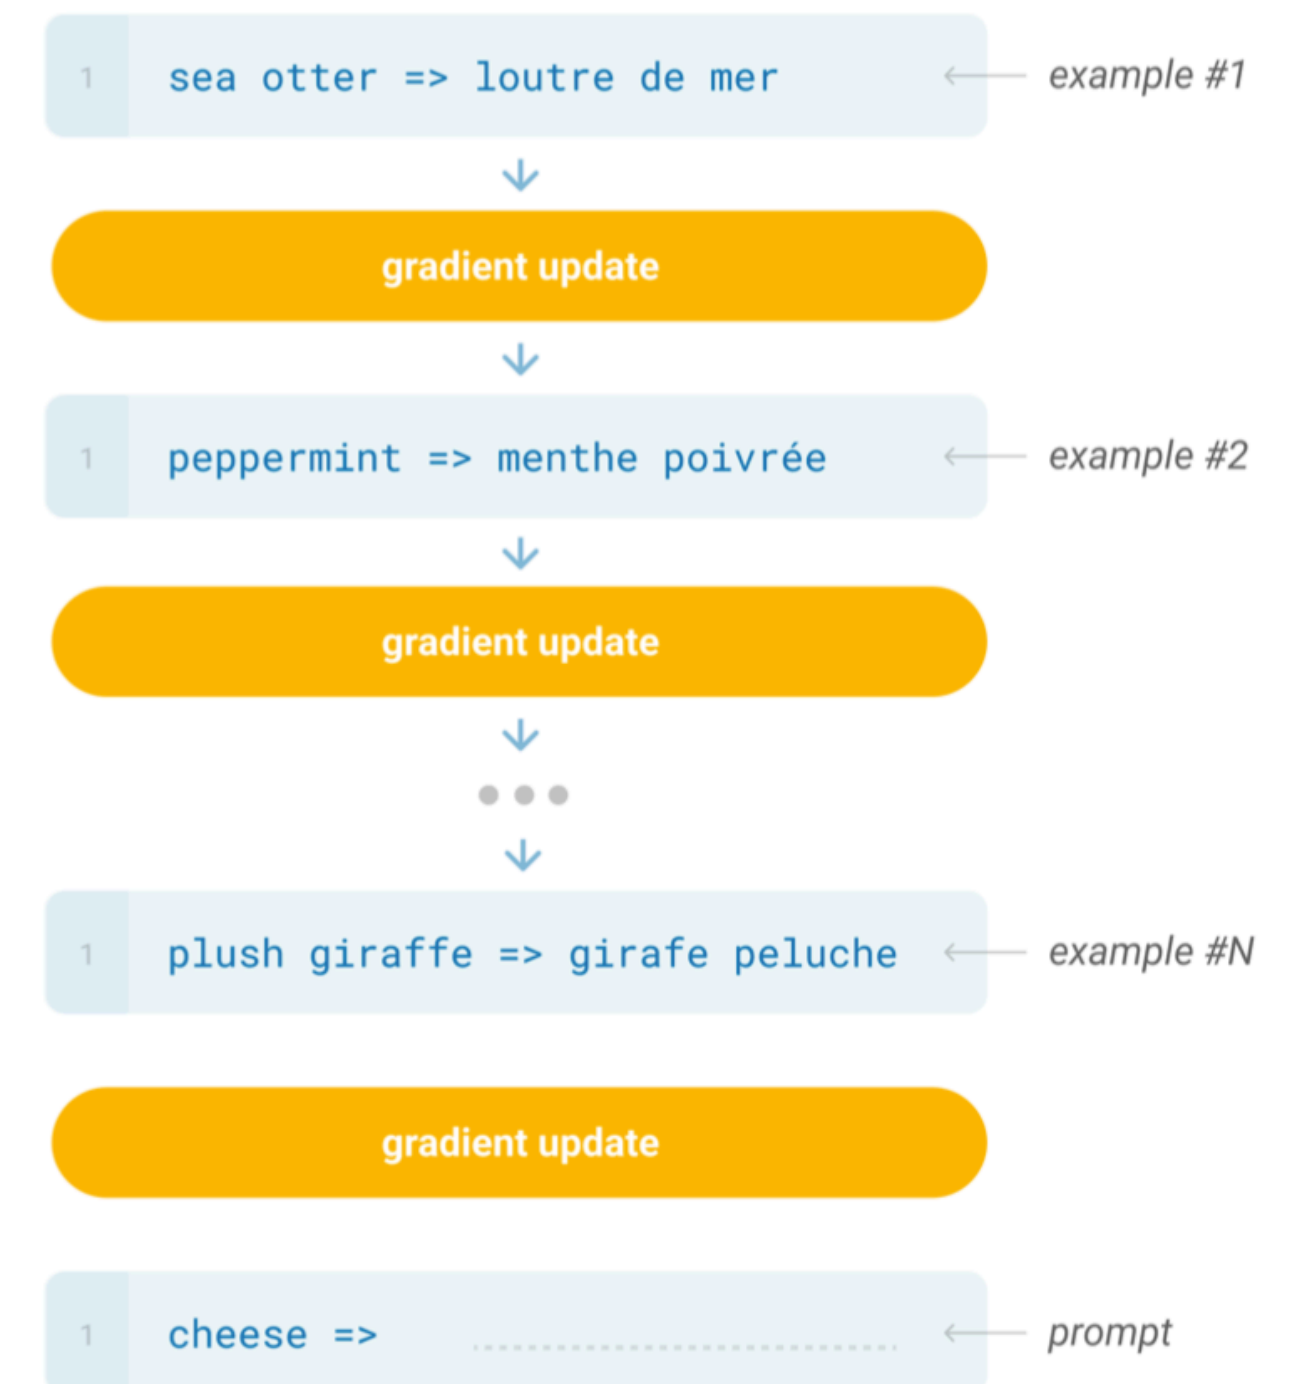 1 sea otter => loutre de mer example #1
gradient update
1 peppermint => menthe poivrée example #2
gradient update
1 plush giraffe => girafe peluche example #N
gradient update
1 cheese => prompt